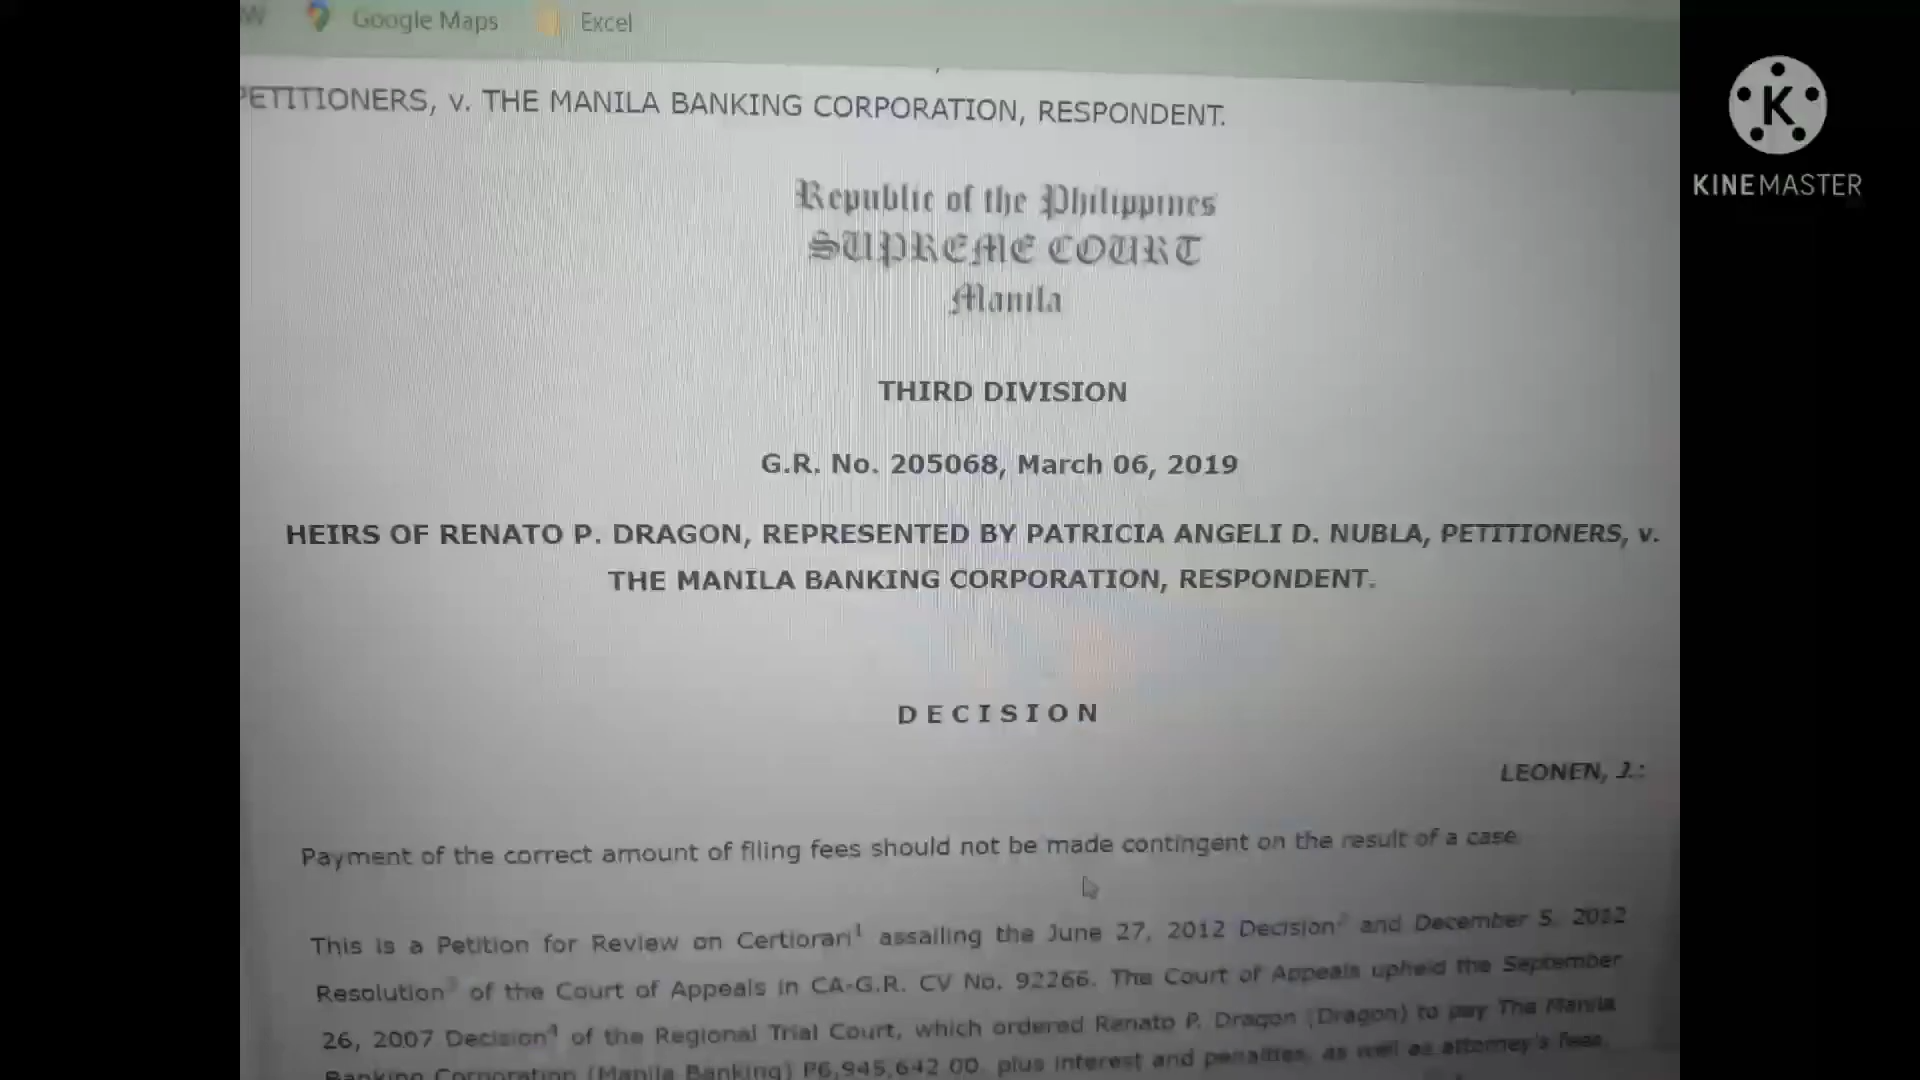 Google Maps Excel
PETITIONERS, v. THE MANILA BANKING CORPORATION, RESPONDENT.
K
KINEMASTER
Republic of the Philippines
SUPREME COURT
Manila
THIRD DIVISION
G.R. No. 205068, March 06, 2019
HEIRS OF RENATO P. DRAGON, REPRESENTED BY PATRICIA ANGELI D. NUBLA, PETITIONERS, v.
THE MANILA BANKING CORPORATION, RESPONDENT.
D E C I S I O N
LEONEN, J.:
Payment of the correct amount of filing fees should not be made contingent on the result of a case.
This is a Petition for Review on Certiorari1 assailing the June 27, 2012 Decision2 and December 5, 2012
Resolution3 of the Court of Appeals in CA-G.R. CV No. 92266. The Court of Appeals upheld the September
26, 2007 Decision4 of the Regional Trial Court, which ordered Renato P. Dragon (Dragon) to pay The Manila
Banking Corporation (Manila Banking) P6,945,642.00, plus interest and penalties, as well as attorney's fees.